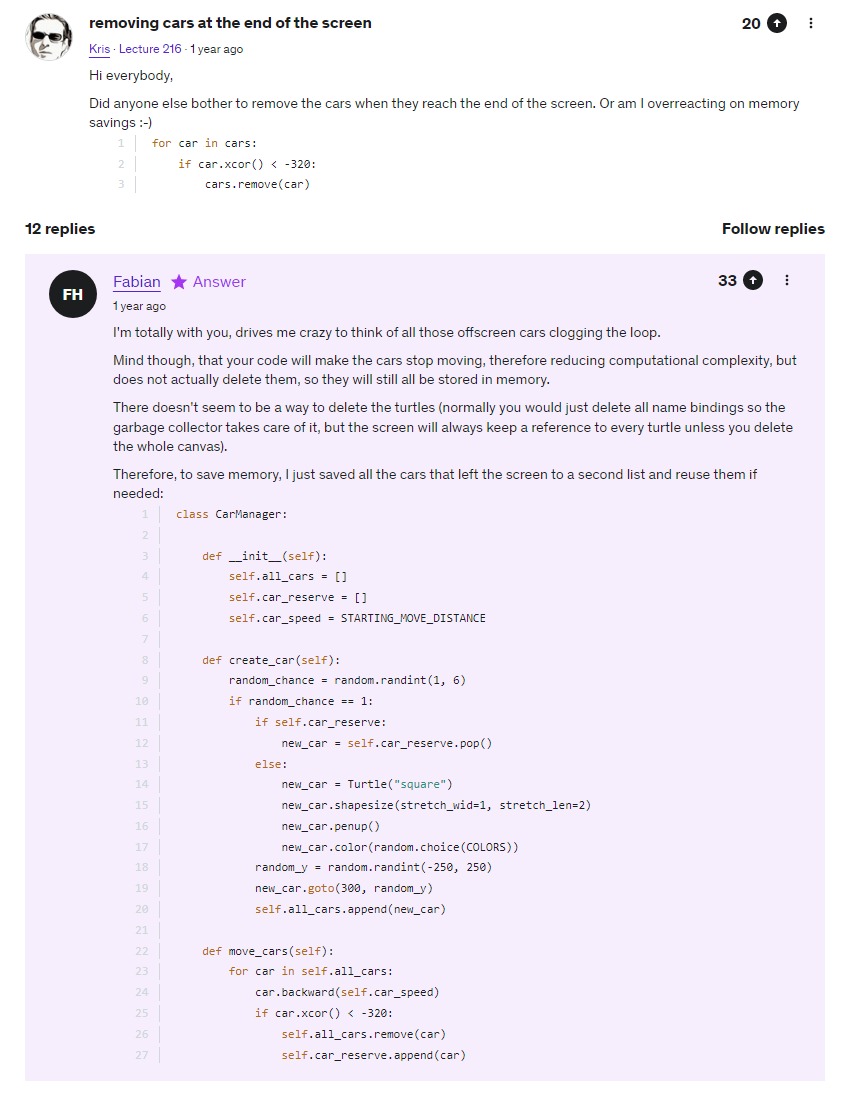 removing cars at the end of the screen
20
Kris · Lecture 216 · 1 year ago
Hi everybody,
Did anyone else bother to remove the cars when they reach the end of the screen. Or am I overreacting on memory
savings :-)
1 for car in cars:
2     if car.xcor() < -320:
3         cars.remove(car)
12 replies
Follow replies
FH
Fabian ★ Answer
33
1 year ago
I'm totally with you, drives me crazy to think of all those offscreen cars clogging the loop.
Mind though, that your code will make the cars stop moving, therefore reducing computational complexity, but
does not actually delete them, so they will still all be stored in memory.
There doesn't seem to be a way to delete the turtles (normally you would just delete all name bindings so the
garbage collector takes care of it, but the screen will always keep a reference to every turtle unless you delete
the whole canvas).
Therefore, to save memory, I just saved all the cars that left the screen to a second list and reuse them if
needed:
1 class CarManager:
2
3     def __init__(self):
4         self.all_cars = []
5         self.car_reserve = []
6         self.car_speed = STARTING_MOVE_DISTANCE
7
8     def create_car(self):
9         random_chance = random.randint(1, 6)
10         if random_chance == 1:
11             if self.car_reserve:
12                 new_car = self.car_reserve.pop()
13             else:
14                 new_car = Turtle("square")
15                 new_car.shapesize(stretch_wid=1, stretch_len=2)
16                 new_car.penup()
17                 new_car.color(random.choice(COLORS))
18             random_y = random.randint(-250, 250)
19             new_car.goto(300, random_y)
20             self.all_cars.append(new_car)
21
22     def move_cars(self):
23         for car in self.all_cars:
24             car.backward(self.car_speed)
25             if car.xcor() < -320:
26                 self.all_cars.remove(car)
27                 self.car_reserve.append(car)